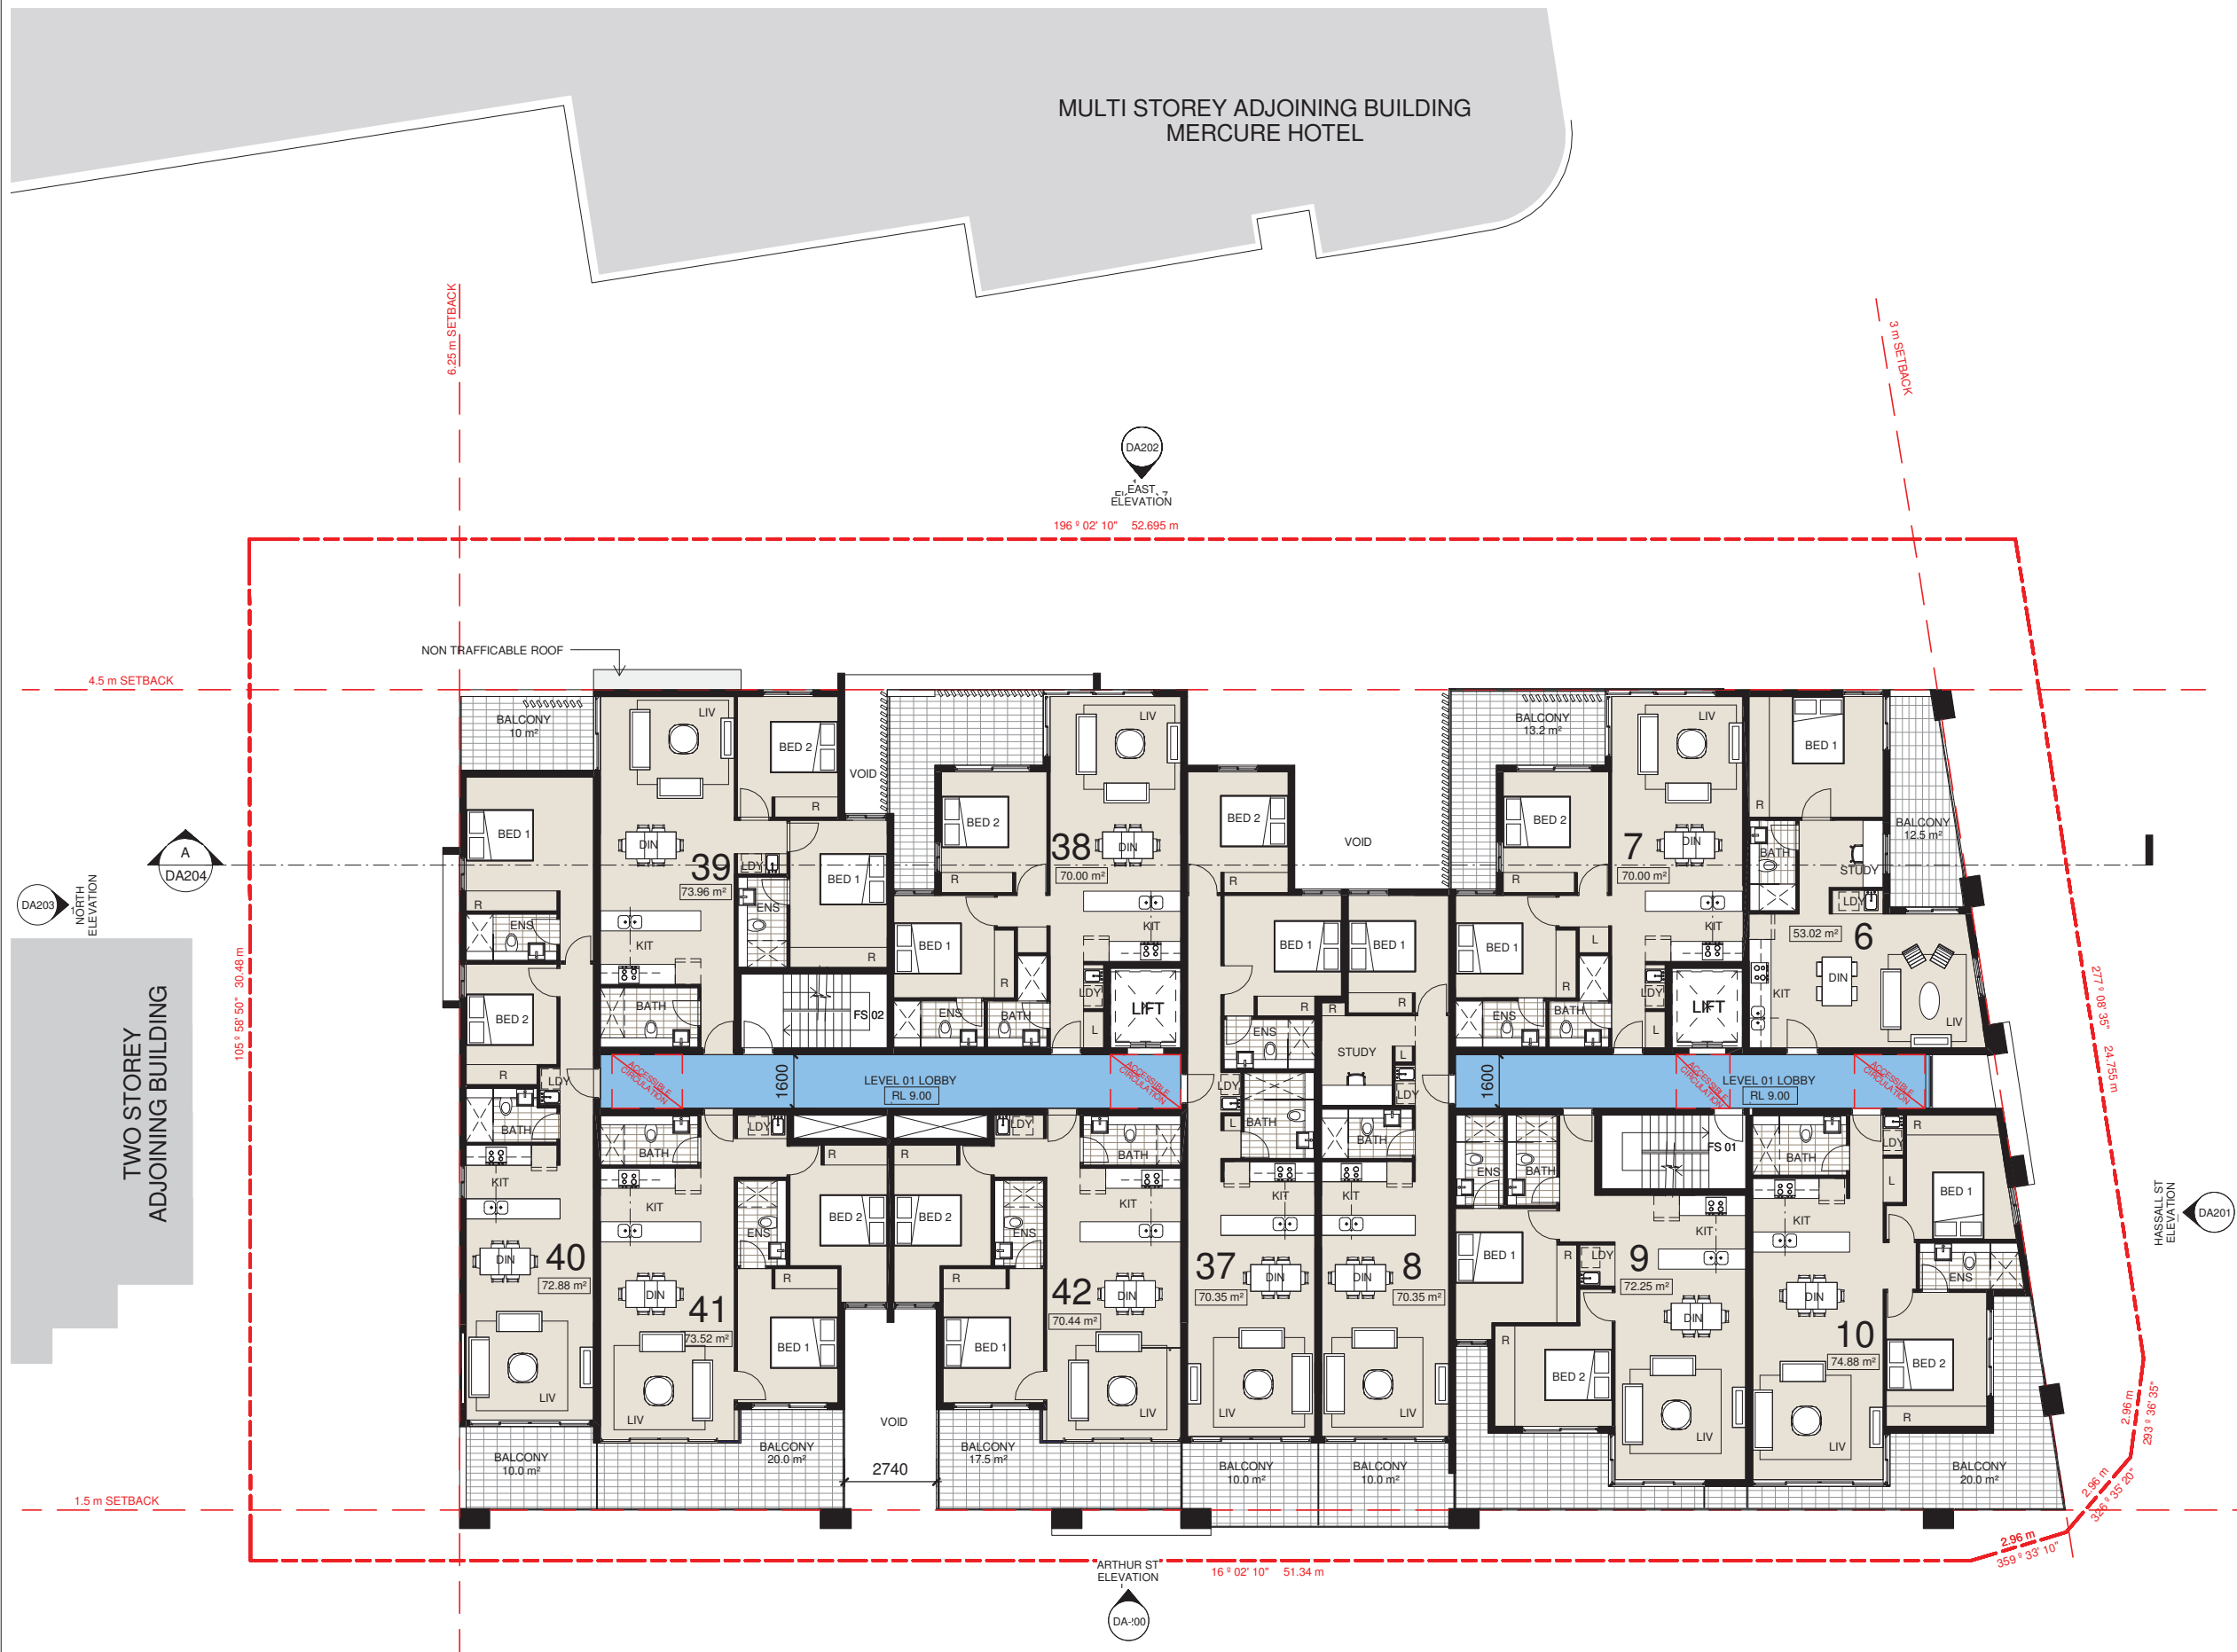 MULTI STOREY ADJOINING BUILDING
MERCURE HOTEL
6.25 m SETBACK
3 m SETBACK
DA202
EAST
ELEVATION
196 º 02' 10" 52.695 m
NON TRAFFICABLE ROOF
4.5 m SETBACK
A
DA204
DA203
NORTH
ELEVATION
TWO STOREY
ADJOINING BUILDING
105 º 58' 50" 30.48 m
BALCONY
10 m²
BED 1
R
ENS
BED 2
R
LDY
BATH
KIT
DIN
40
72.88 m²
LIV
BALCONY
10.0 m²
LIV
BED 2
R
DIN
39
73.96 m²
LDY
BED 1
ENS
R
KIT
BATH
FS 02
VOID
BED 2
R
LIV
38
DIN
70.00 m²
BED 1
R
KIT
ENS
BATH
LDY
L
LIFT
ACCESSIBLE
CIRCULATION
1600
LEVEL 01 LOBBY
RL 9.00
ACCESSIBLE
CIRCULATION
BATH
LDY
KIT
R
BED 2
ENS
DIN
41
73.52 m²
R
BED 1
LIV
BALCONY
20.0 m²
VOID
2740
LDY
BATH
R
BED 2
ENS
KIT
R
42
70.44 m²
DIN
BED 1
LIV
BALCONY
17.5 m²
BED 2
R
BED 1
R
ENS
LDY
L
BATH
KIT
37
70.35 m²
DIN
LIV
BALCONY
10.0 m²
VOID
BED 1
R
R
STUDY
L
LDY
BATH
KIT
DIN
8
70.35 m²
LIV
BALCONY
10.0 m²
BALCONY
13.2 m²
LIV
BED 2
R
7
DIN
70.00 m²
BED 1
L
R
KIT
ENS
BATH
LDY
L
LIFT
BED 1
R
BALCONY
12.5 m²
BATH
STUDY
LDY
53.02 m²
6
DIN
KIT
LIV
1600
ACCESSIBLE
CIRCULATION
LEVEL 01 LOBBY
RL 9.00
ACCESSIBLE
CIRCULATION
ENS
BATH
FS 01
KIT
BED 1
R
LDY
9
72.25 m²
DIN
R
BED 2
LIV
BATH
LDY
L
R
BED 1
KIT
ENS
DIN
10
74.88 m²
BED 2
R
LIV
BALCONY
20.0 m²
277 º 08' 35" 24.755 m
HASSALL ST
ELEVATION
DA201
2.96 m
293 º 36' 35"
2.96 m
326 º 35' 20"
2.96 m
359 º 33' 10"
1.5 m SETBACK
ARTHUR ST
ELEVATION
16 º 02' 10" 51.34 m